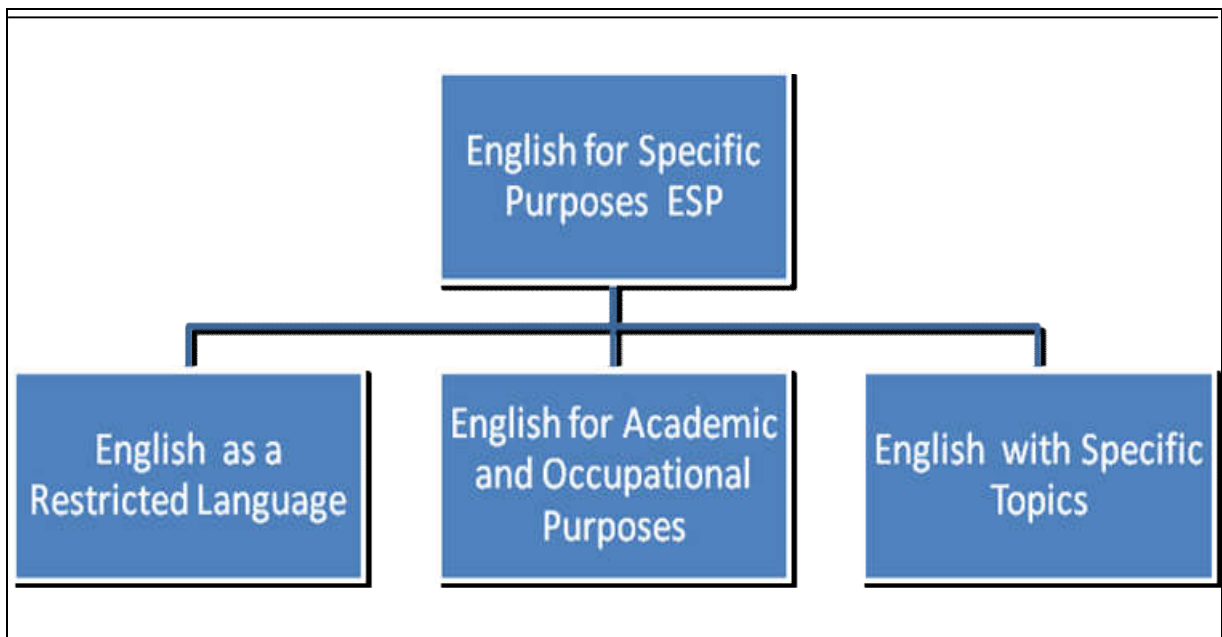 English for Specific
Purposes ESP
English as a
Restricted Language
English for Academic
and Occupational
Purposes
English with Specific
Topics